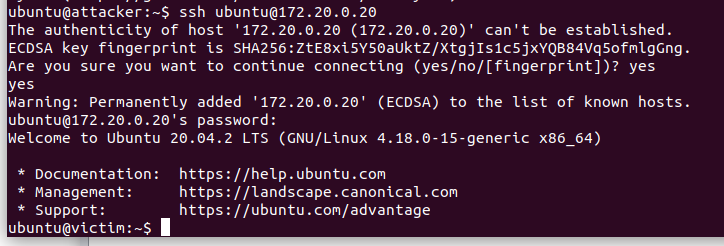 ubuntu@attacker:~$ ssh ubuntu@172.20.0.20
The authenticity of host '172.20.0.20 (172.20.0.20)' can't be established.
ECDSA key fingerprint is SHA256:ZtE8xi5Y50aUktZ/XtgjIs1c5jxYQB84Vq5ofmlgGng.
Are you sure you want to continue connecting (yes/no/[fingerprint])? yes
yes
Warning: Permanently added '172.20.0.20' (ECDSA) to the list of known hosts.
ubuntu@172.20.0.20's password:
Welcome to Ubuntu 20.04.2 LTS (GNU/Linux 4.18.0-15-generic x86_64)
* Documentation:  https://help.ubuntu.com
* Management:     https://landscape.canonical.com
* Support:        https://ubuntu.com/advantage
ubuntu@victim:~$